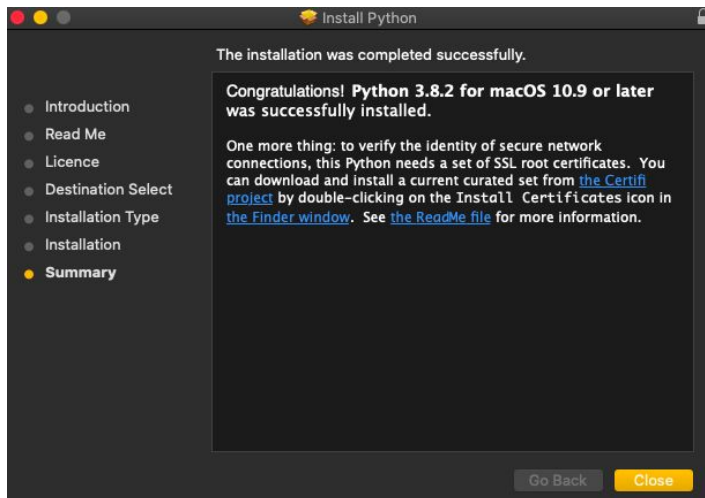 Install Python
The installation was completed successfully.
Introduction
Read Me
Licence
Destination Select
Installation Type
Installation
Summary
Congratulations! Python 3.8.2 for macOS 10.9 or later
was successfully installed.
One more thing: to verify the identity of secure network
connections, this Python needs a set of SSL root certificates. You
can download and install a current curated set from the Certifi
project by double-clicking on the Install Certificates icon in
the Finder window. See the ReadMe file for more information.
Go Back
Close